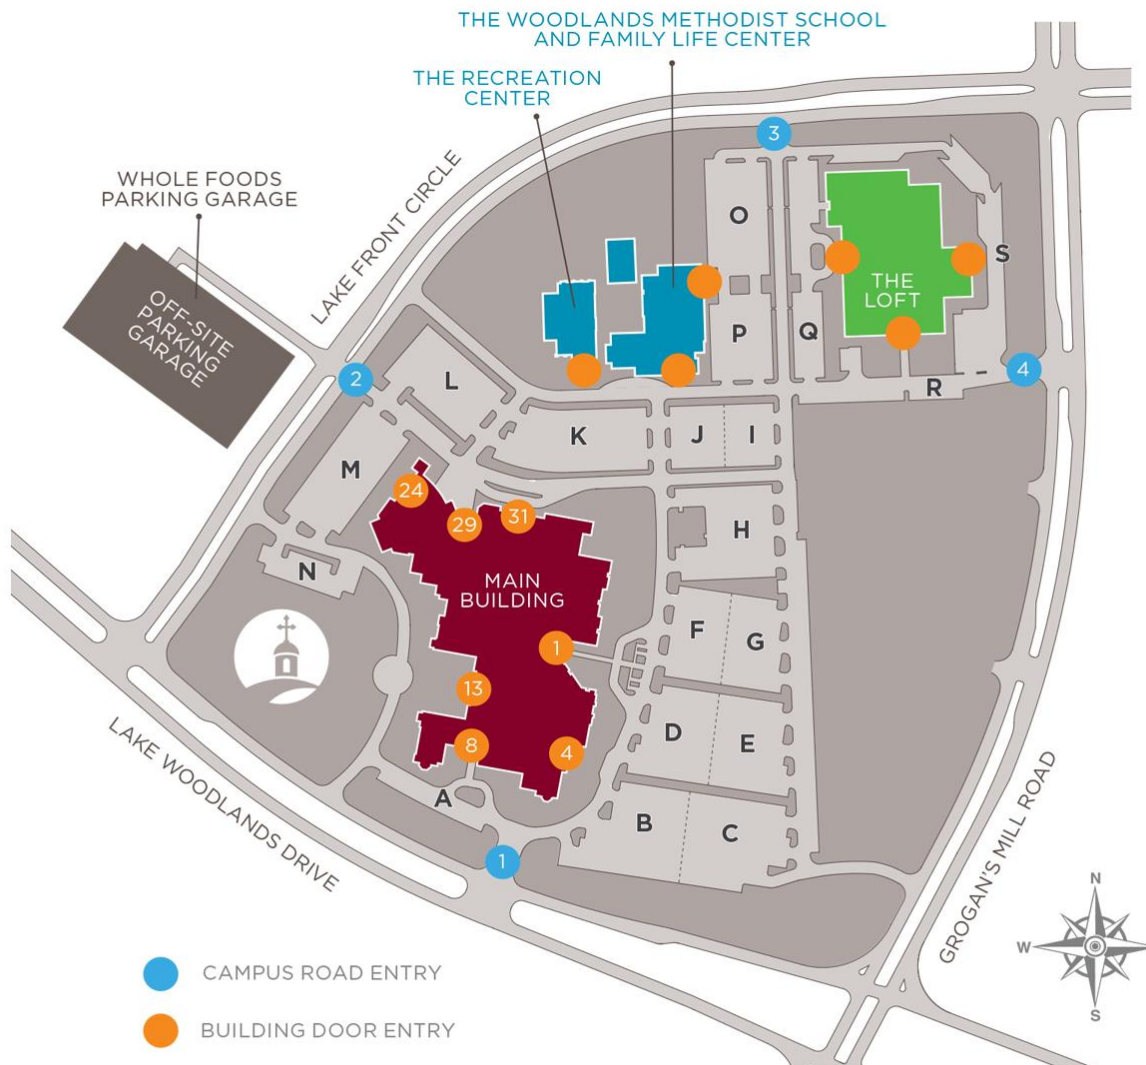 THE WOODLANDS METHODIST SCHOOL
AND FAMILY LIFE CENTER
THE RECREATION
CENTER
3
WHOLE FOODS
PARKING GARAGE
LAKE FRONT CIRCLE
O
S
THE
LOFT
OFF-SITE
PARKING
GARAGE
P
Q
2
L
4
R
K
J
I
M
24
29
31
H
N
MAIN
BUILDING
F
G
1
13
D
E
8
4
A
B
C
1
LAKE WOODLANDS DRIVE
GROGAN'S MILL ROAD
N
W
S
CAMPUS ROAD ENTRY
BUILDING DOOR ENTRY